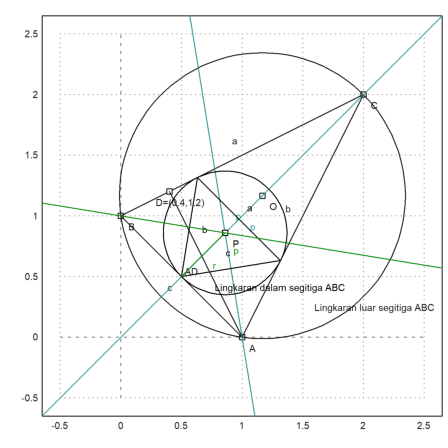 2.5
2
C
1.5
a
D=(0.4,1.2)
a
b
O
1
B
b
p
P
c
p
AD
r
0.5
c
Lingkaran dalam segitiga ABC
Lingkaran luar segitiga ABC
0
A
-0.5
-0.5 0 0.5 1 1.5 2 2.5